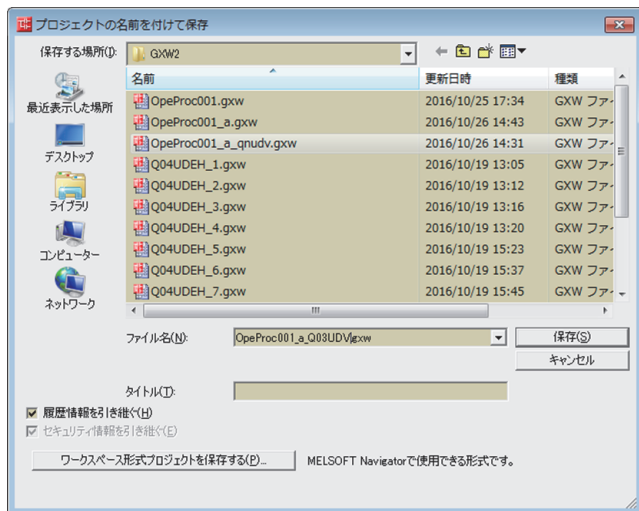 プロジェクトの名前を付けて保存
保存する場所(I):
GXW2
最近表示した場所
デスクトップ
ライブラリ
コンピューター
ネットワーク
名前 更新日時 種類
OpeProc001.gxw 2016/10/25 17:34 GXW ファイ
OpeProc001_a.gxw 2016/10/26 14:43 GXW ファイ
OpeProc001_a_qnudv.gxw 2016/10/26 14:31 GXW ファイ
Q04UDEH_1.gxw 2016/10/19 13:05 GXW ファイ
Q04UDEH_2.gxw 2016/10/19 13:12 GXW ファイ
Q04UDEH_3.gxw 2016/10/19 13:16 GXW ファイ
Q04UDEH_4.gxw 2016/10/19 13:20 GXW ファイ
Q04UDEH_5.gxw 2016/10/19 15:23 GXW ファイ
Q04UDEH_6.gxw 2016/10/19 15:37 GXW ファイ
Q04UDEH_7.gxw 2016/10/19 15:45 GXW ファイ
ファイル名(N): OpeProc001_a_Q03UDV.gxw 保存(S)
キャンセル
タイトル(T):
履歴情報を引き継ぐ(H)
セキュリティ情報を引き継ぐ(E)
ワークスペース形式プロジェクトを保存する(P)... MELSOFT Navigatorで使用できる形式です。